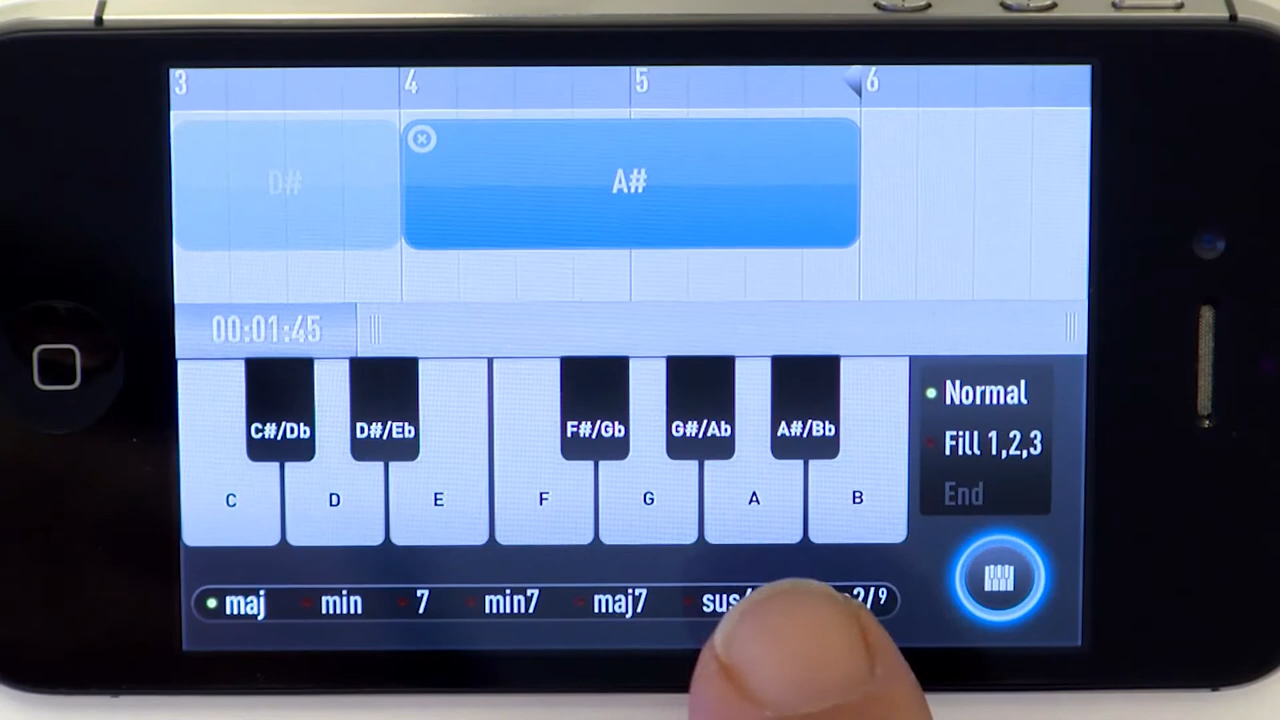 3 4 5 6
D# A#
00:01:45
C#/Db D#/Eb F#/Gb G#/Ab A#/Bb
C D E F G A B
Normal
Fill 1,2,3
End
maj min 7 min7 maj7